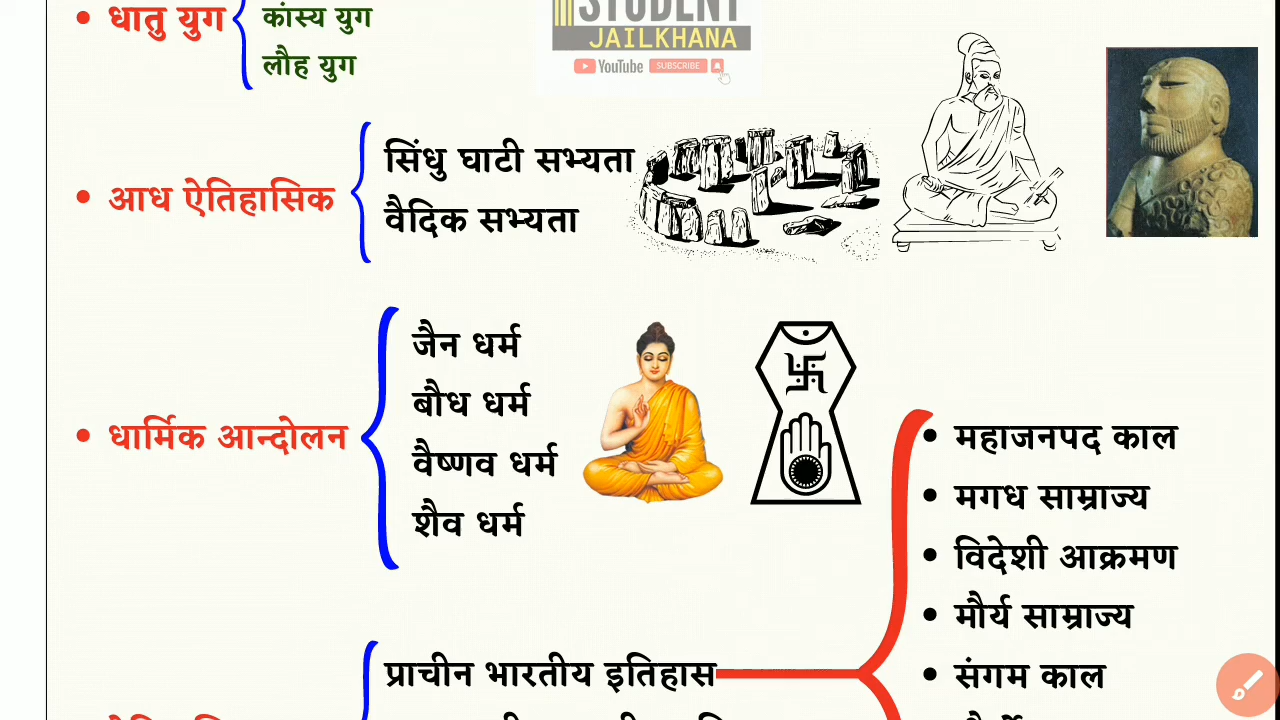 धातु युग
कांस्य युग
लौह युग
STUDENT
JAILKHANA
YouTube SUBSCRIBE
आध ऐतिहासिक
सिंधु घाटी सभ्यता
वैदिक सभ्यता
धार्मिक आन्दोलन
जैन धर्म
बौध धर्म
वैष्णव धर्म
शैव धर्म
प्राचीन भारतीय इतिहास
• महाजनपद काल
• मगध साम्राज्य
• विदेशी आक्रमण
• मौर्य साम्राज्य
• संगम काल